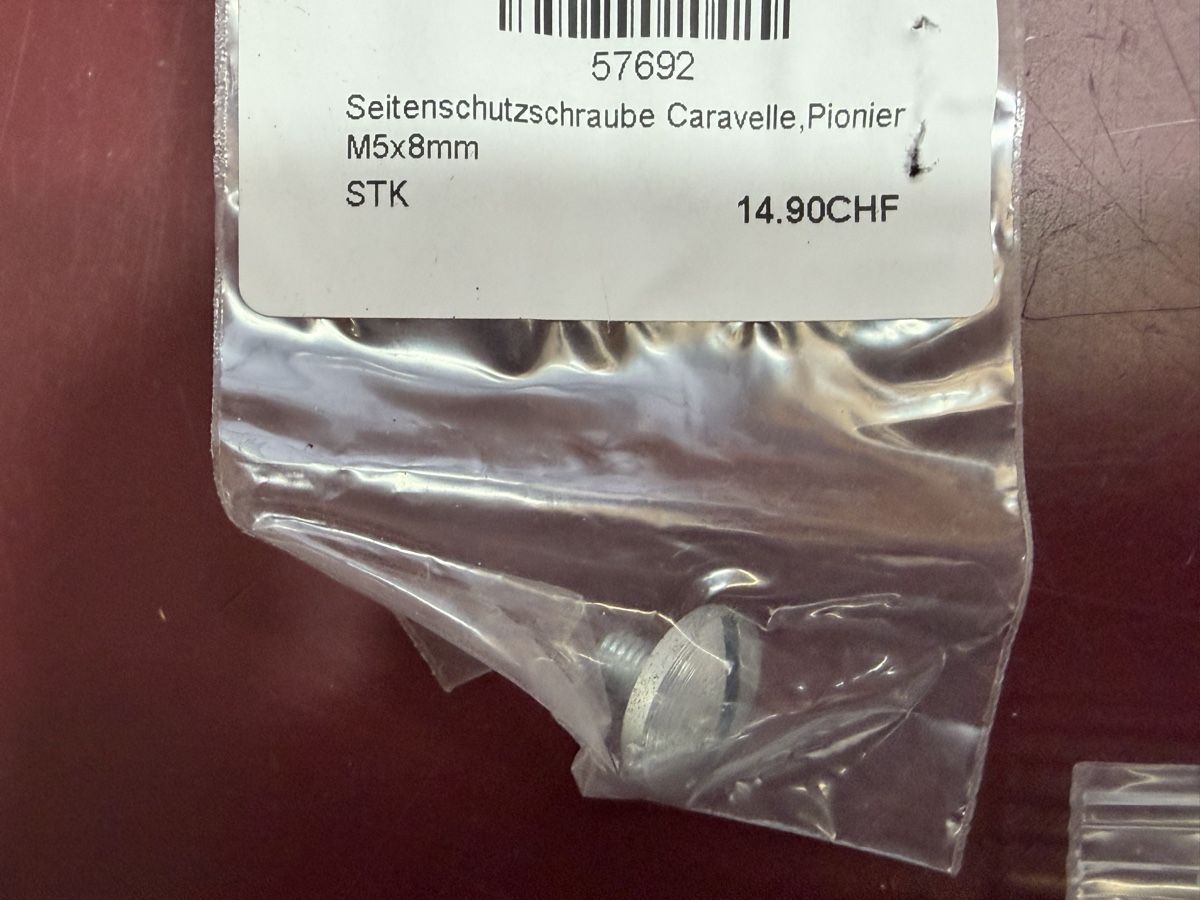 57692
Seitenschutzschraube Caravelle,Pionier
M5x8mm
STK
14.90CHF